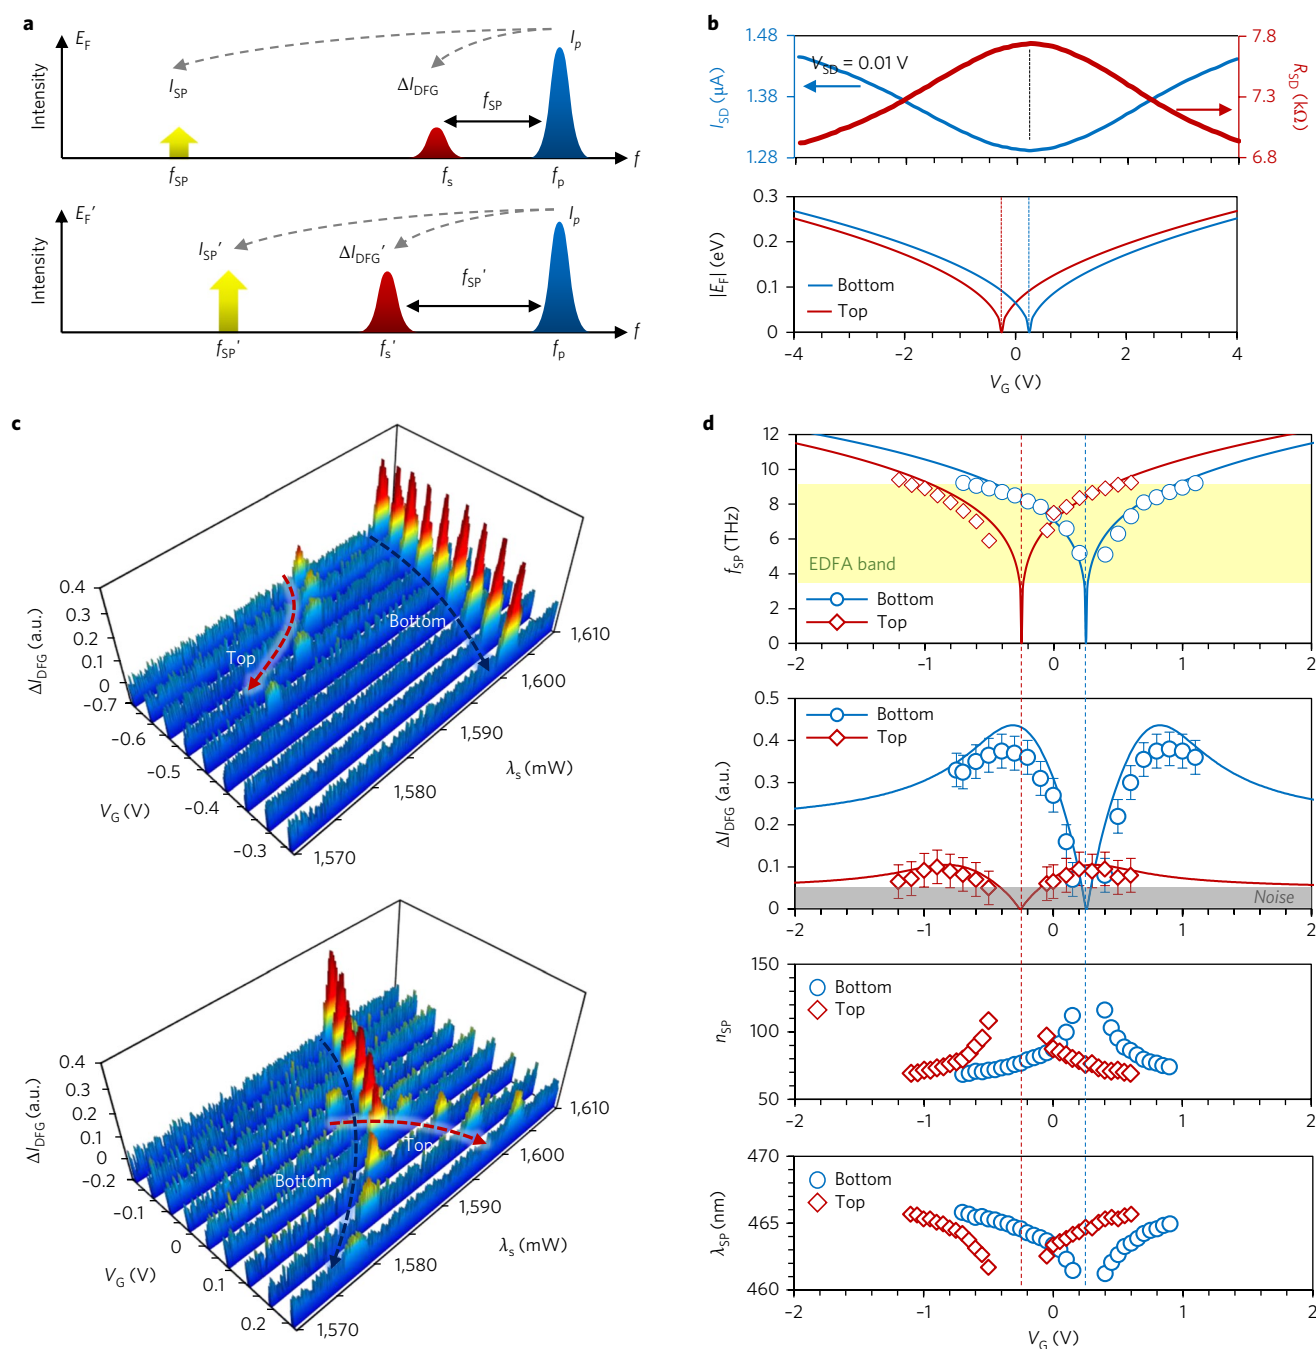 a
E_F
Intensity
I_SP
ΔI_DFG
I_p
f_SP
f_SP
f_s
f_p
f
E_F′
Intensity
I_SP′
ΔI_DFG′
I_p
f_SP′
f_SP′
f_s′
f_p
f
b
1.48
1.38
1.28
I_SD (μA)
V_SD = 0.01 V
7.8
7.3
6.8
R_SD (kΩ)
0.3
0.2
0.1
0
|E_F| (eV)
Bottom
Top
−4 −2 0 2 4
V_G (V)
c
0.4
0.3
0.2
0.1
0
ΔI_DFG (a.u.)
−0.7
−0.6
−0.5
−0.4
−0.3
V_G (V)
Top
Bottom
1,610
1,600
1,590
1,580
1,570
λ_s (mW)
0.4
0.3
0.2
0.1
0
ΔI_DFG (a.u.)
−0.2
−0.1
0
0.1
0.2
V_G (V)
Top
Bottom
1,610
1,600
1,590
1,580
1,570
λ_s (mW)
d
12
10
8
6
4
2
0
f_SP (THz)
EDFA band
Bottom
Top
−2 −1 0 1 2
0.5
0.4
0.3
0.2
0.1
0
ΔI_DFG (a.u.)
Bottom
Top
Noise
−2 −1 0 1 2
150
100
50
n_SP
Bottom
Top
470
465
460
λ_SP (nm)
Bottom
Top
−2 −1 0 1 2
V_G (V)